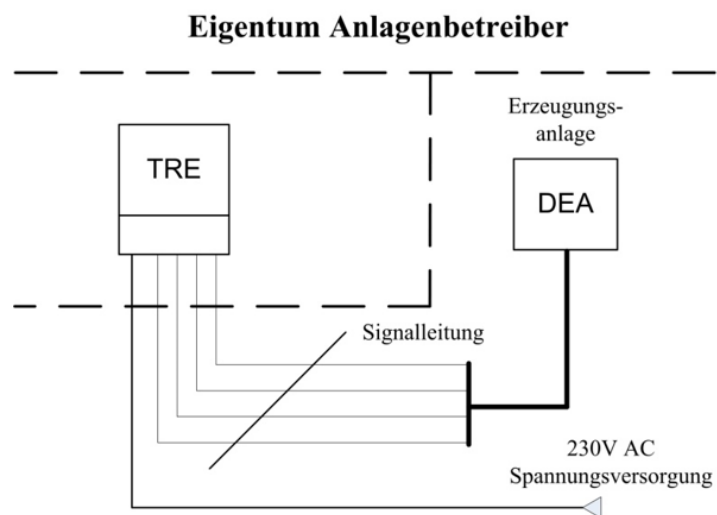 Eigentum Anlagenbetreiber
Erzeugungs-
anlage
TRE
DEA
Signalleitung
230V AC
Spannungsversorgung